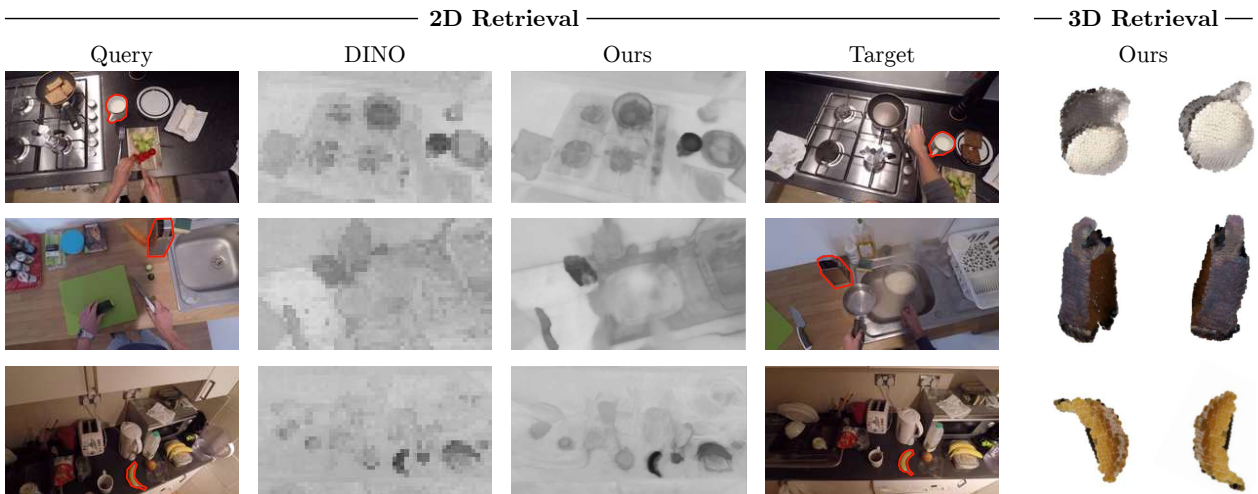 2D Retrieval
3D Retrieval
Query
DINO
Ours
Target
Ours